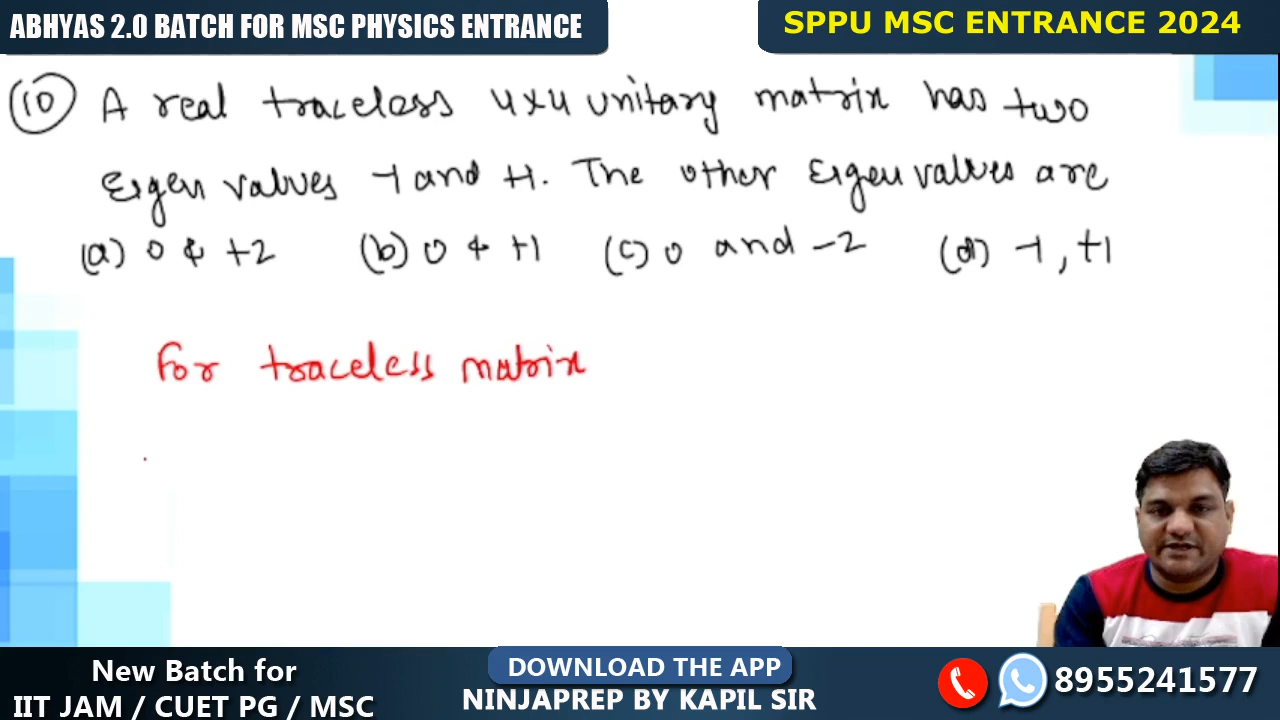 ABHYAS 2.0 BATCH FOR MSC PHYSICS ENTRANCE
SPPU MSC ENTRANCE 2024
(10) A real traceless 4x4 unitary matrix has two
Eigen values -1 and +1. The other Eigen values are
(a) 0 & +2 (b) 0 & +1 (c) 0 and -2 (d) -1, +1
For traceless matrix
New Batch for
IIT JAM / CUET PG / MSC
DOWNLOAD THE APP
NINJAPREP BY KAPIL SIR
8955241577